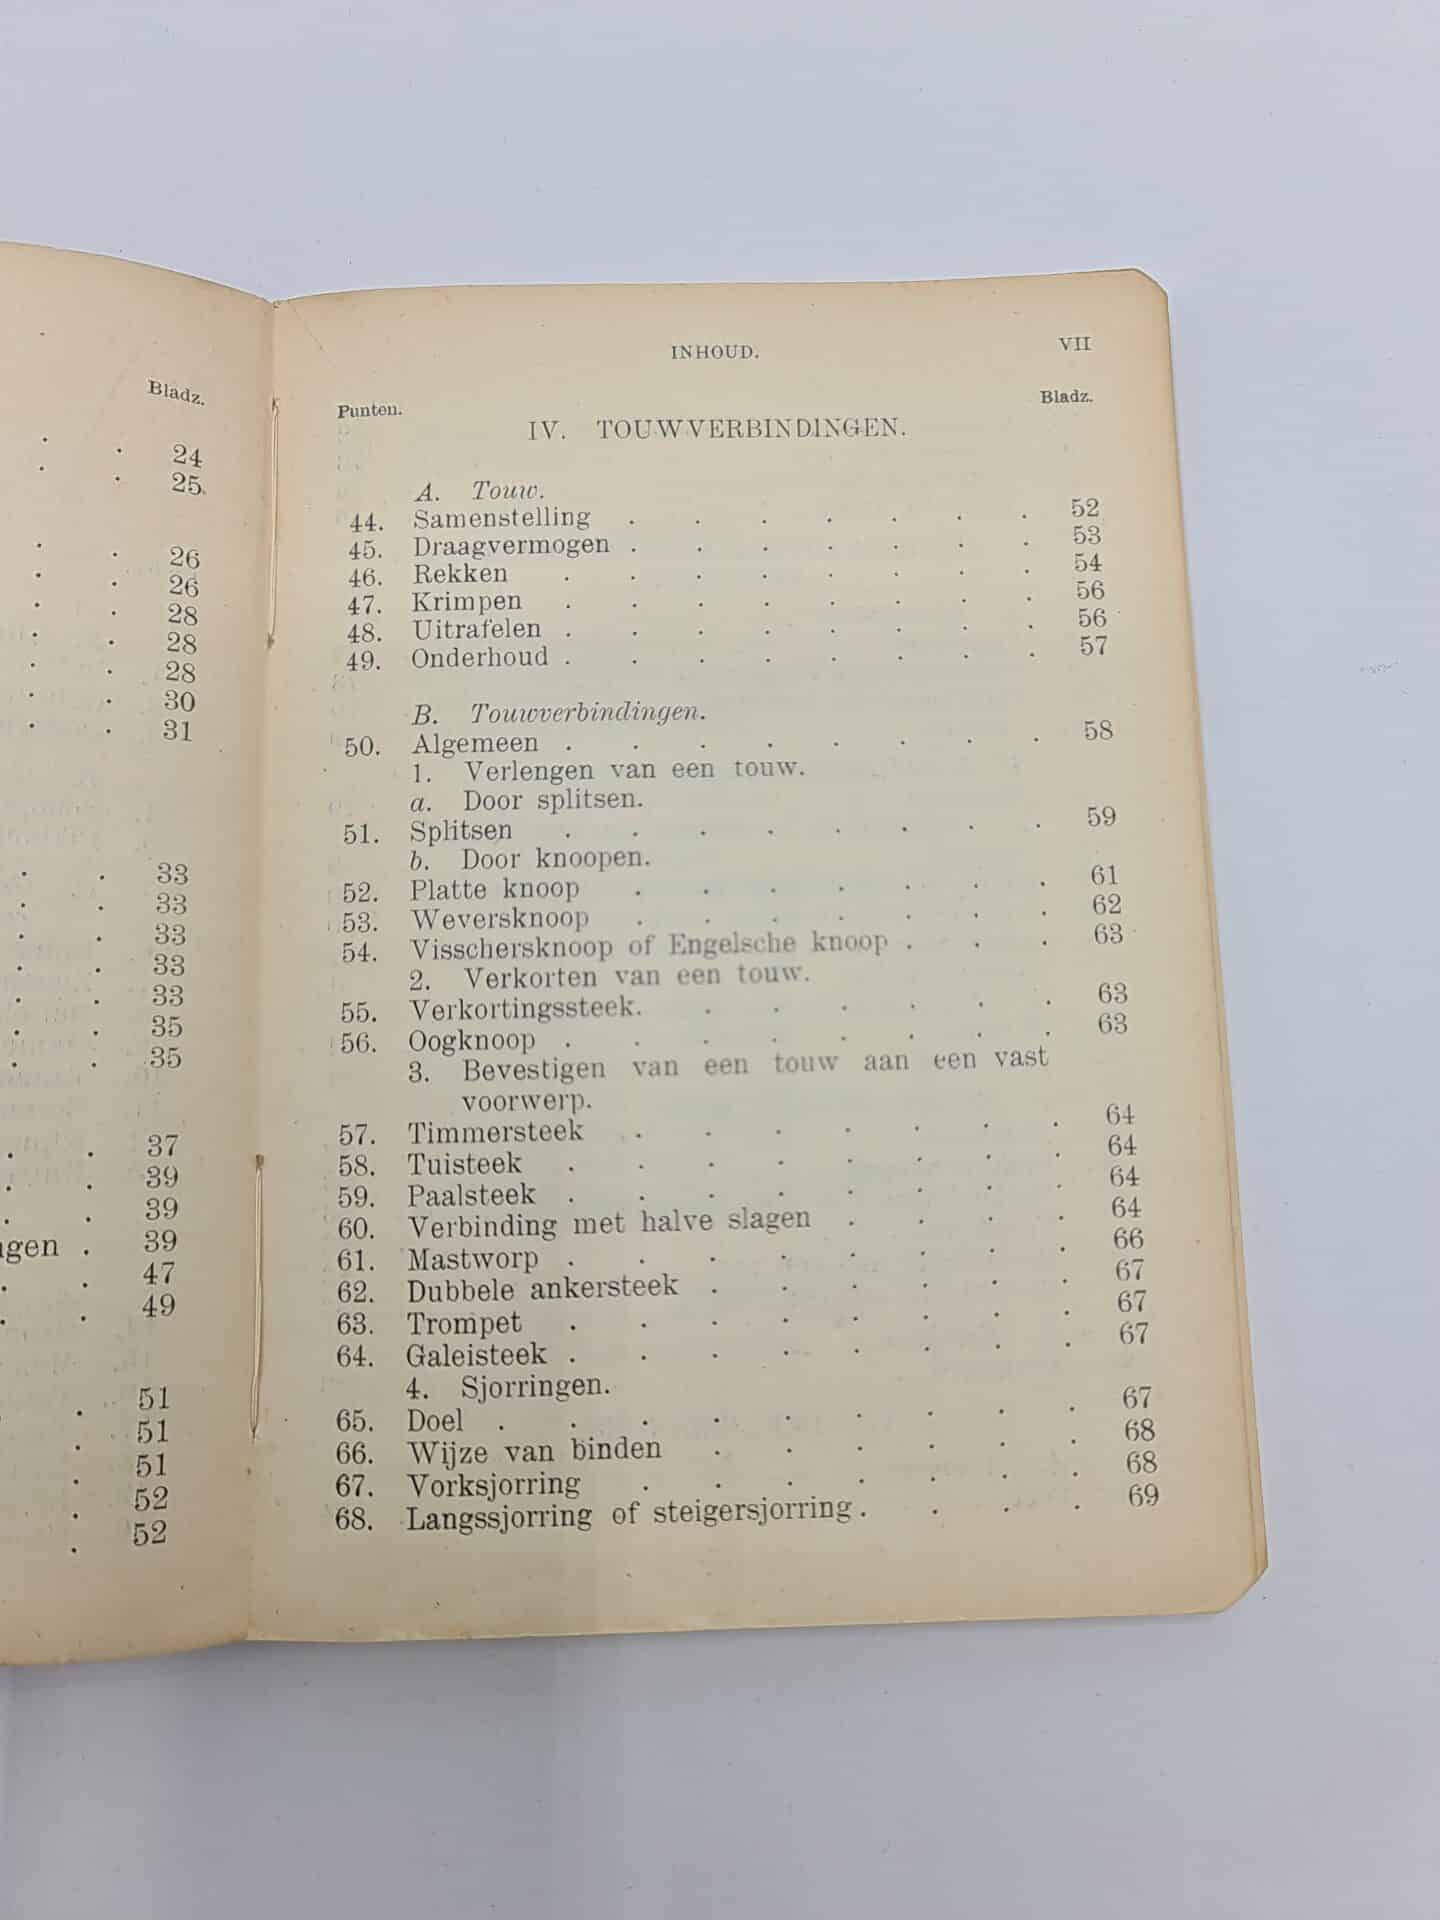 Bladz.
. . 24
. . 25.
. . 26
. . 26
. . 28
. . 28
. . 28
. . 30
. . 31
. . 33
. . 33
. . 33
. . 33
. . 33
. . 35
. . 35
. . 37
. . 39
. . 39
. 39
. . 47
. . 49
. 51
. 51
. 51
. 52
. 52
INHOUD. VII
Punten. Bladz.
IV. TOUWVERBINDINGEN.
A. Touw.
44. Samenstelling . . . . . . . 52
45. Draagvermogen . . . . . . . 53
46. Rekken . . . . . . . . 54
47. Krimpen . . . . . . . . 56
48. Uitrafelen . . . . . . . . 56
49. Onderhoud . . . . . . . . 57
B. Touwverbindingen.
50. Algemeen . . . . . . . . 58
1. Verlengen van een touw.
a. Door splitsen.
51. Splitsen . . . . . . . . 59
b. Door knoopen.
52. Platte knoop . . . . . . . 61
53. Weversknoop . . . . . . . 62
54. Visschersknoop of Engelsche knoop . . . 63
2. Verkorten van een touw.
55. Verkortingssteek. . . . . . . 63
56. Oogknoop . . . . . . . . 63
3. Bevestigen van een touw aan een vast
voorwerp.
57. Timmersteek . . . . . . . 64
58. Tuisteek . . . . . . . . 64
59. Paalsteek . . . . . . . . 64
60. Verbinding met halve slagen . . . . 64
61. Mastworp . . . . . . . . 66
62. Dubbele ankersteek . . . . . . 67
63. Trompet . . . . . . . . 67
64. Galeisteek . . . . . . . . 67
4. Sjorringen.
65. Doel . . . . . . . . . 67
66. Wijze van binden . . . . . . 68
67. Vorksjorring . . . . . . . 68
68. Langssjorring of steigersjorring . . . . 69